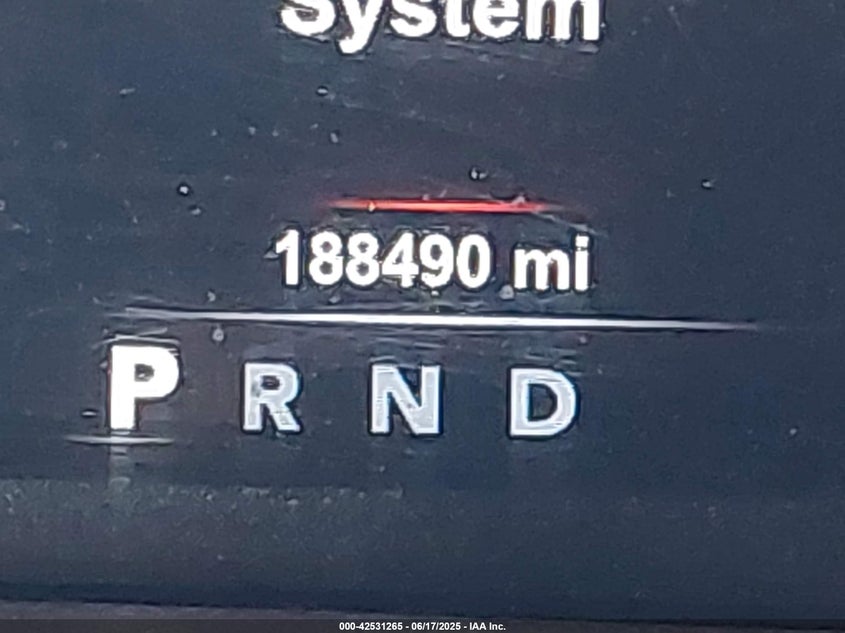 System
188490 mi
P R N D
000-42531265 - 06/17/2025 - IAA Inc.